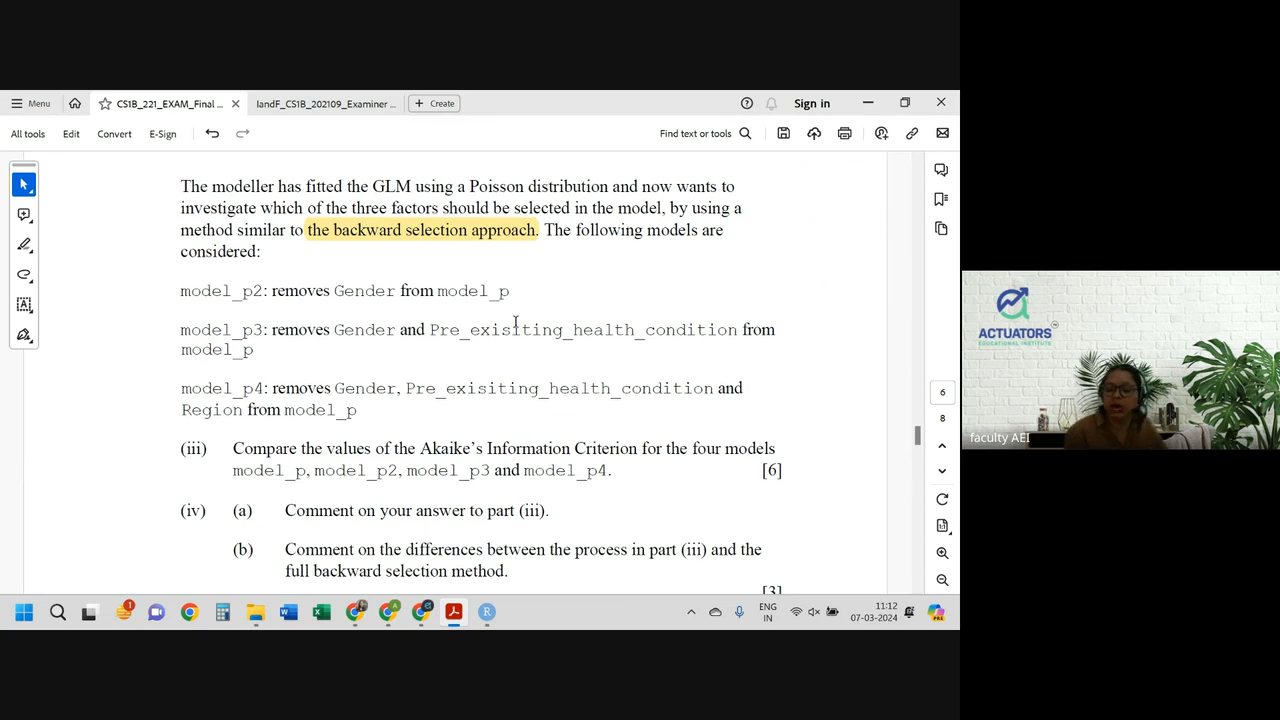 Menu
CS1B_221_EXAM_Final ...
IandF_CS1B_202109_Examiner ...
Create
Sign in
All tools
Edit
Convert
E-Sign
Find text or tools
The modeller has fitted the GLM using a Poisson distribution and now wants to
investigate which of the three factors should be selected in the model, by using a
method similar to the backward selection approach. The following models are
considered:
model_p2: removes Gender from model_p
model_p3: removes Gender and Pre_exisiting_health_condition from
model_p
model_p4: removes Gender, Pre_exisiting_health_condition and
Region from model_p
(iii) Compare the values of the Akaike's Information Criterion for the four models
model_p, model_p2, model_p3 and model_p4. [6]
(iv) (a) Comment on your answer to part (iii).
(b) Comment on the differences between the process in part (iii) and the
full backward selection method.
[3]
6
8
ACTUATORS
EDUCATIONAL INSTITUTE
faculty AEI
1
ENG
IN
11:12
07-03-2024